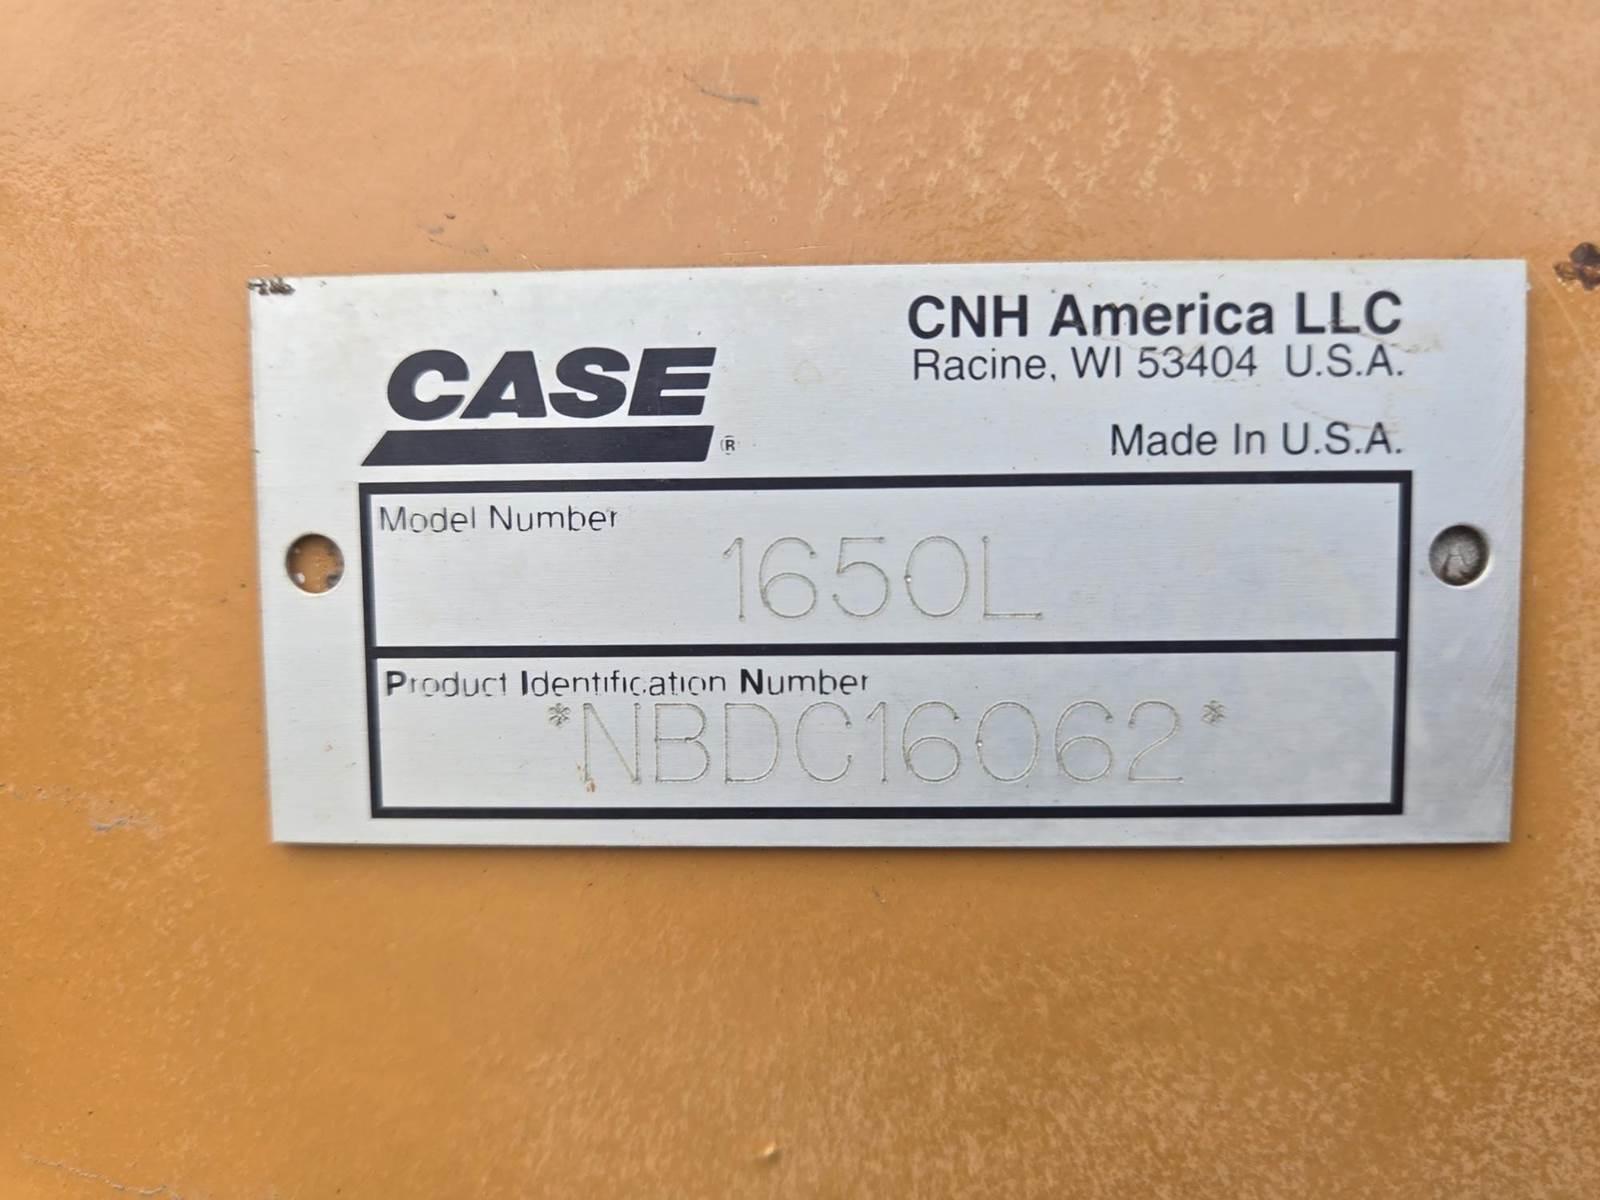 CNH America LLC
Racine, WI 53404 U.S.A.
CASE
®
Made In U.S.A.
Model Number
1650L
Product Identification Number
*NBDC16062*